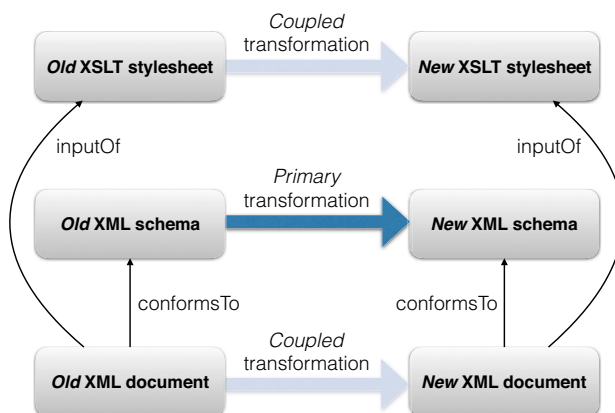 Coupled
transformation
Old XSLT stylesheet
New XSLT stylesheet
inputOf
inputOf
Primary
transformation
Old XML schema
New XML schema
conformsTo
conformsTo
Coupled
transformation
Old XML document
New XML document